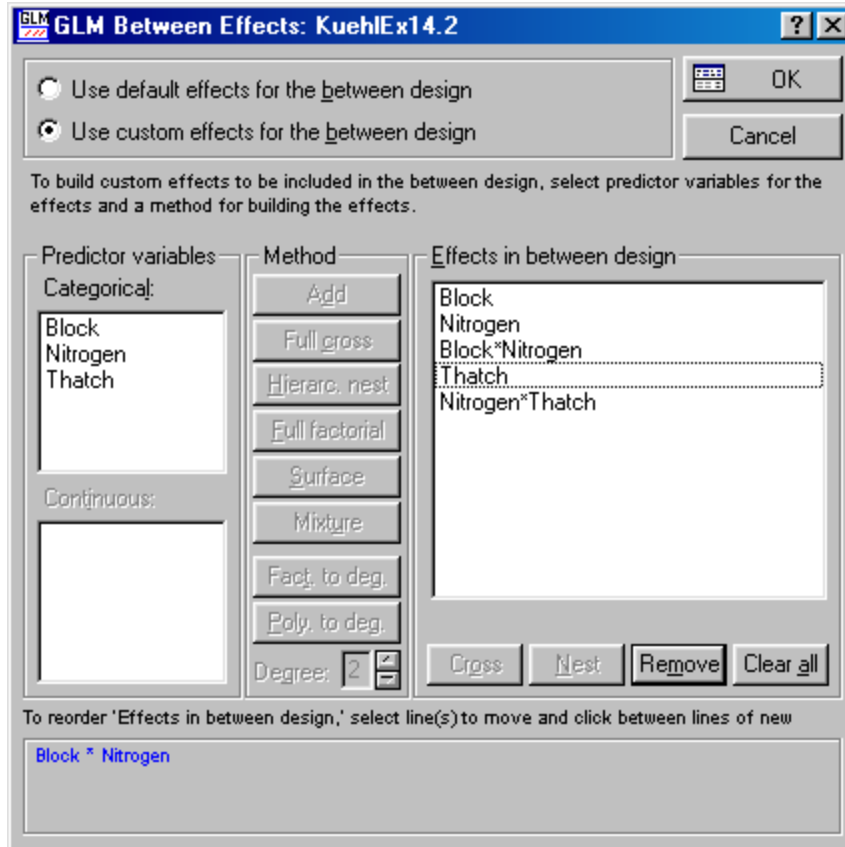 GLM GLM Between Effects: KuehlEx14.2
Use default effects for the between design
Use custom effects for the between design
OK
Cancel
To build custom effects to be included in the between design, select predictor variables for the
effects and a method for building the effects.
Predictor variables
Categorical:
Block
Nitrogen
Thatch
Continuous:
Method
Add
Full cross
Hierarc. nest
Full factorial
Surface
Mixture
Fact. to deg.
Poly. to deg.
Degree: 2
Effects in between design
Block
Nitrogen
Block*Nitrogen
Thatch
Nitrogen*Thatch
Cross Nest Remove Clear all
To reorder 'Effects in between design,' select line(s) to move and click between lines of new
Block * Nitrogen